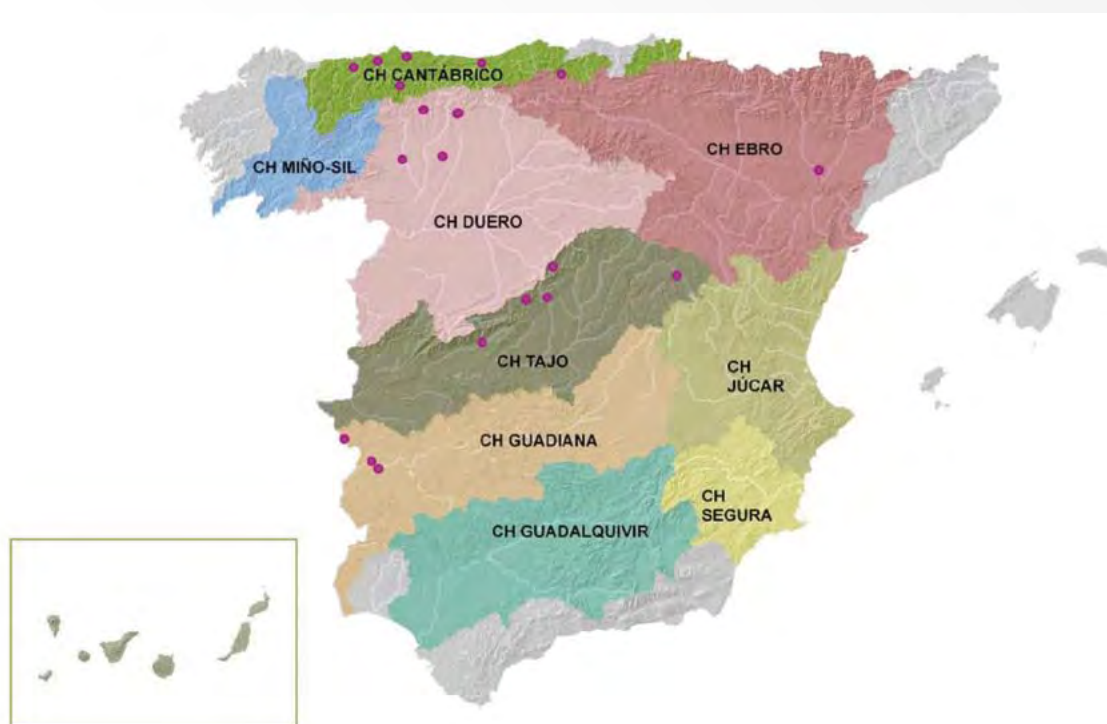 CH CANTÁBRICO
CH MIÑO-SIL
CH EBRO
CH DUERO
CH TAJO
CH
JÚCAR
CH GUADIANA
CH
SEGURA
CH GUADALQUIVIR